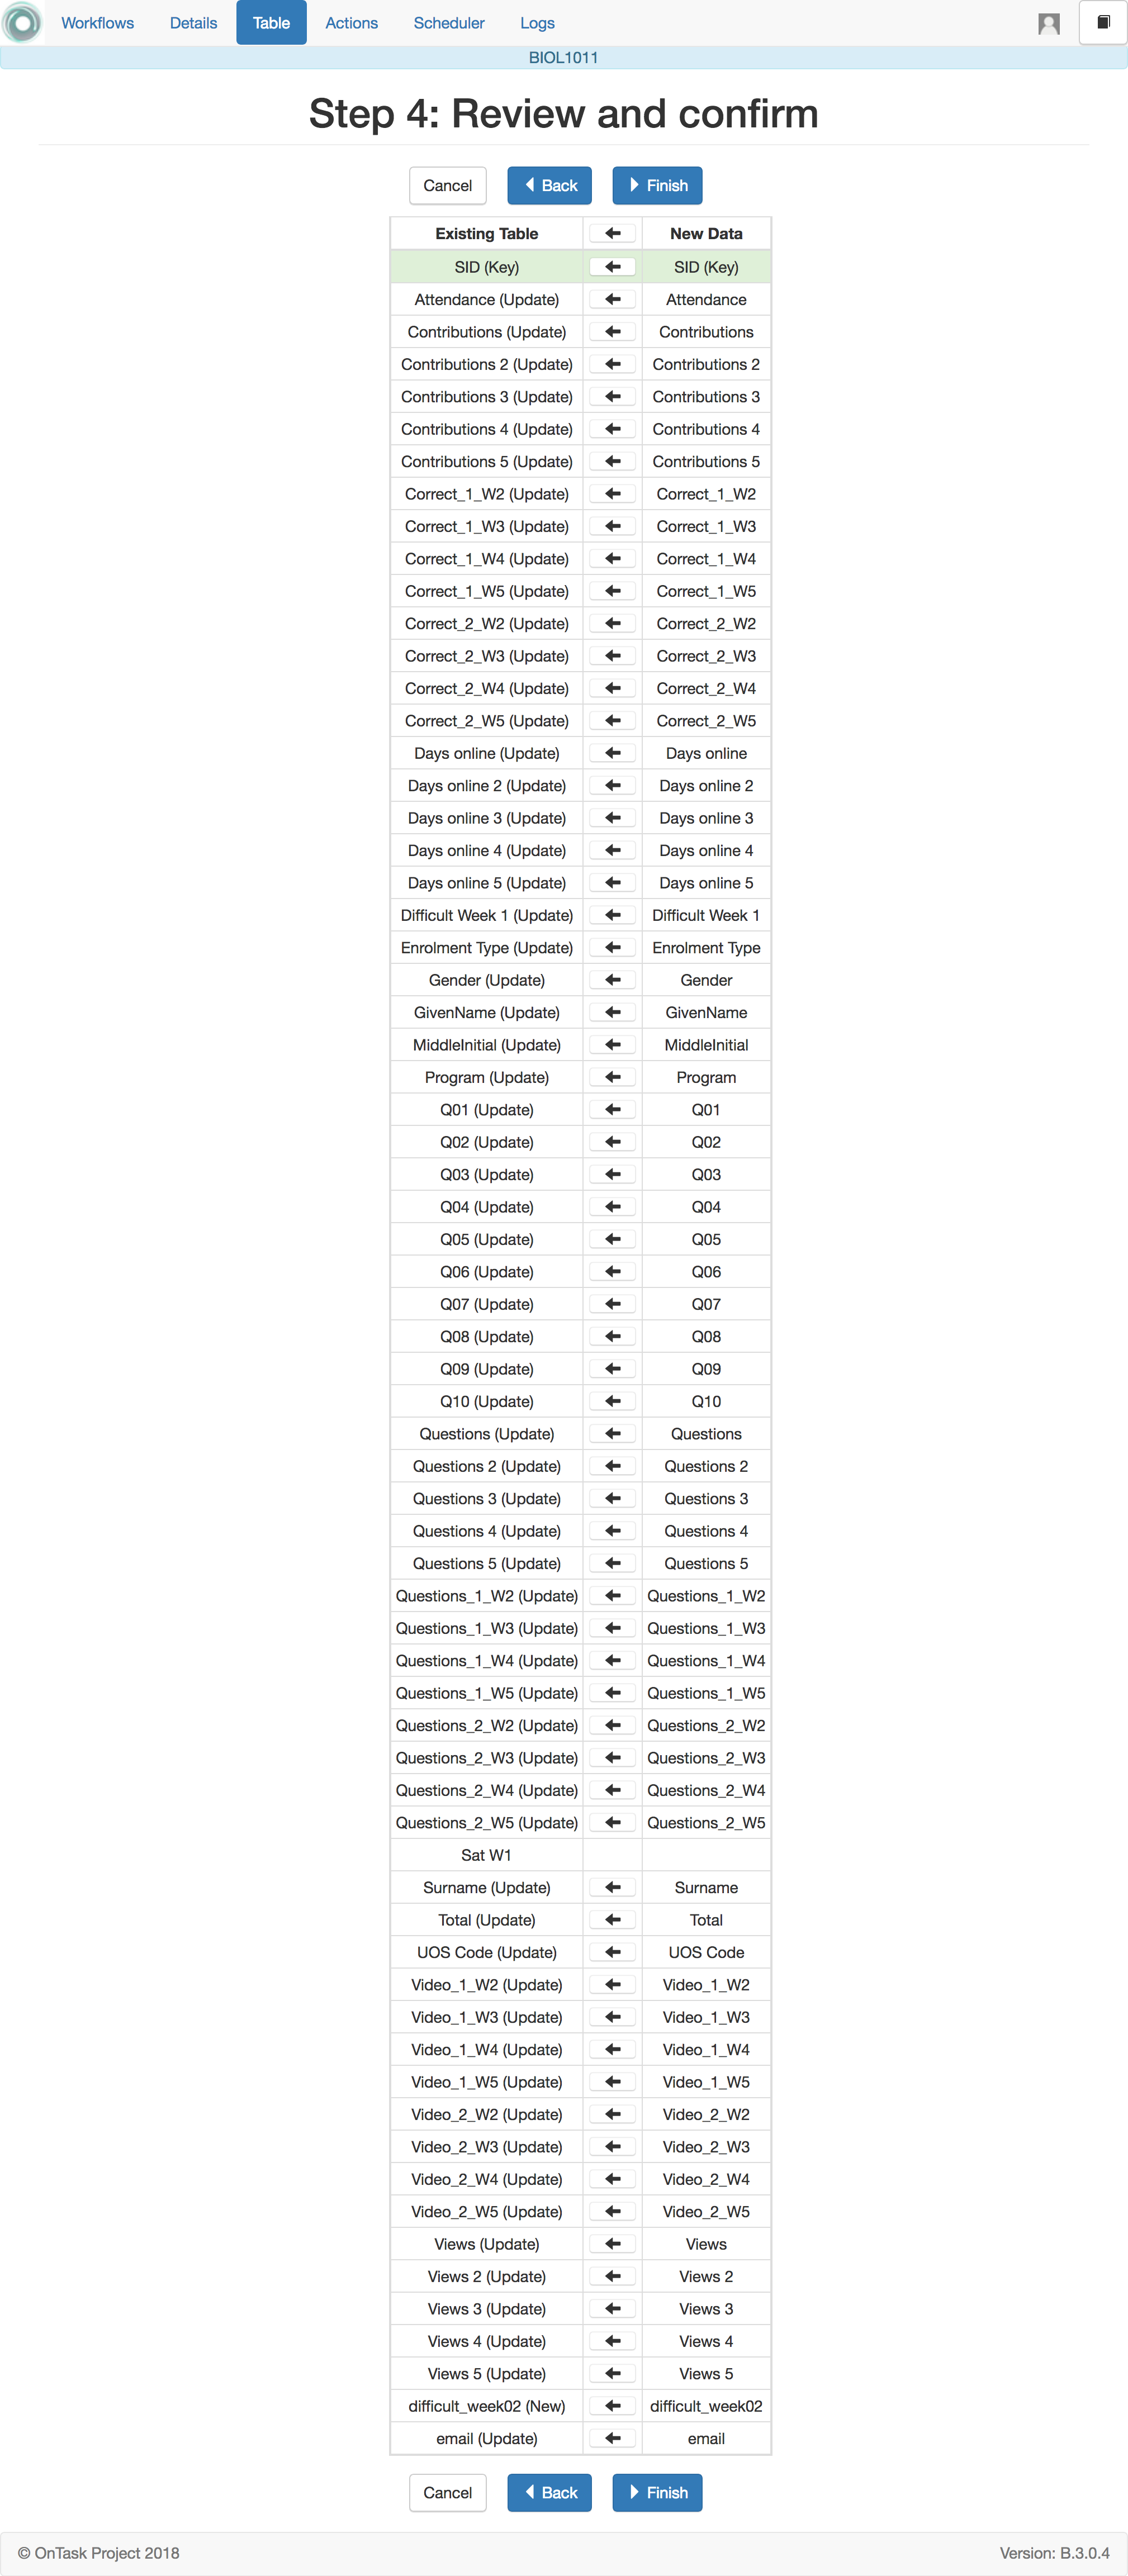 Workflows Details Table Actions Scheduler Logs
BIOL1011
Step 4: Review and confirm
Cancel Back Finish
Existing Table New Data
SID (Key) SID (Key)
Attendance (Update) Attendance
Contributions (Update) Contributions
Contributions 2 (Update) Contributions 2
Contributions 3 (Update) Contributions 3
Contributions 4 (Update) Contributions 4
Contributions 5 (Update) Contributions 5
Correct_1_W2 (Update) Correct_1_W2
Correct_1_W3 (Update) Correct_1_W3
Correct_1_W4 (Update) Correct_1_W4
Correct_1_W5 (Update) Correct_1_W5
Correct_2_W2 (Update) Correct_2_W2
Correct_2_W3 (Update) Correct_2_W3
Correct_2_W4 (Update) Correct_2_W4
Correct_2_W5 (Update) Correct_2_W5
Days online (Update) Days online
Days online 2 (Update) Days online 2
Days online 3 (Update) Days online 3
Days online 4 (Update) Days online 4
Days online 5 (Update) Days online 5
Difficult Week 1 (Update) Difficult Week 1
Enrolment Type (Update) Enrolment Type
Gender (Update) Gender
GivenName (Update) GivenName
MiddleInitial (Update) MiddleInitial
Program (Update) Program
Q01 (Update) Q01
Q02 (Update) Q02
Q03 (Update) Q03
Q04 (Update) Q04
Q05 (Update) Q05
Q06 (Update) Q06
Q07 (Update) Q07
Q08 (Update) Q08
Q09 (Update) Q09
Q10 (Update) Q10
Questions (Update) Questions
Questions 2 (Update) Questions 2
Questions 3 (Update) Questions 3
Questions 4 (Update) Questions 4
Questions 5 (Update) Questions 5
Questions_1_W2 (Update) Questions_1_W2
Questions_1_W3 (Update) Questions_1_W3
Questions_1_W4 (Update) Questions_1_W4
Questions_1_W5 (Update) Questions_1_W5
Questions_2_W2 (Update) Questions_2_W2
Questions_2_W3 (Update) Questions_2_W3
Questions_2_W4 (Update) Questions_2_W4
Questions_2_W5 (Update) Questions_2_W5
Sat W1
Surname (Update) Surname
Total (Update) Total
UOS Code (Update) UOS Code
Video_1_W2 (Update) Video_1_W2
Video_1_W3 (Update) Video_1_W3
Video_1_W4 (Update) Video_1_W4
Video_1_W5 (Update) Video_1_W5
Video_2_W2 (Update) Video_2_W2
Video_2_W3 (Update) Video_2_W3
Video_2_W4 (Update) Video_2_W4
Video_2_W5 (Update) Video_2_W5
Views (Update) Views
Views 2 (Update) Views 2
Views 3 (Update) Views 3
Views 4 (Update) Views 4
Views 5 (Update) Views 5
difficult_week02 (New) difficult_week02
email (Update) email
Cancel Back Finish
© OnTask Project 2018 Version: B.3.0.4